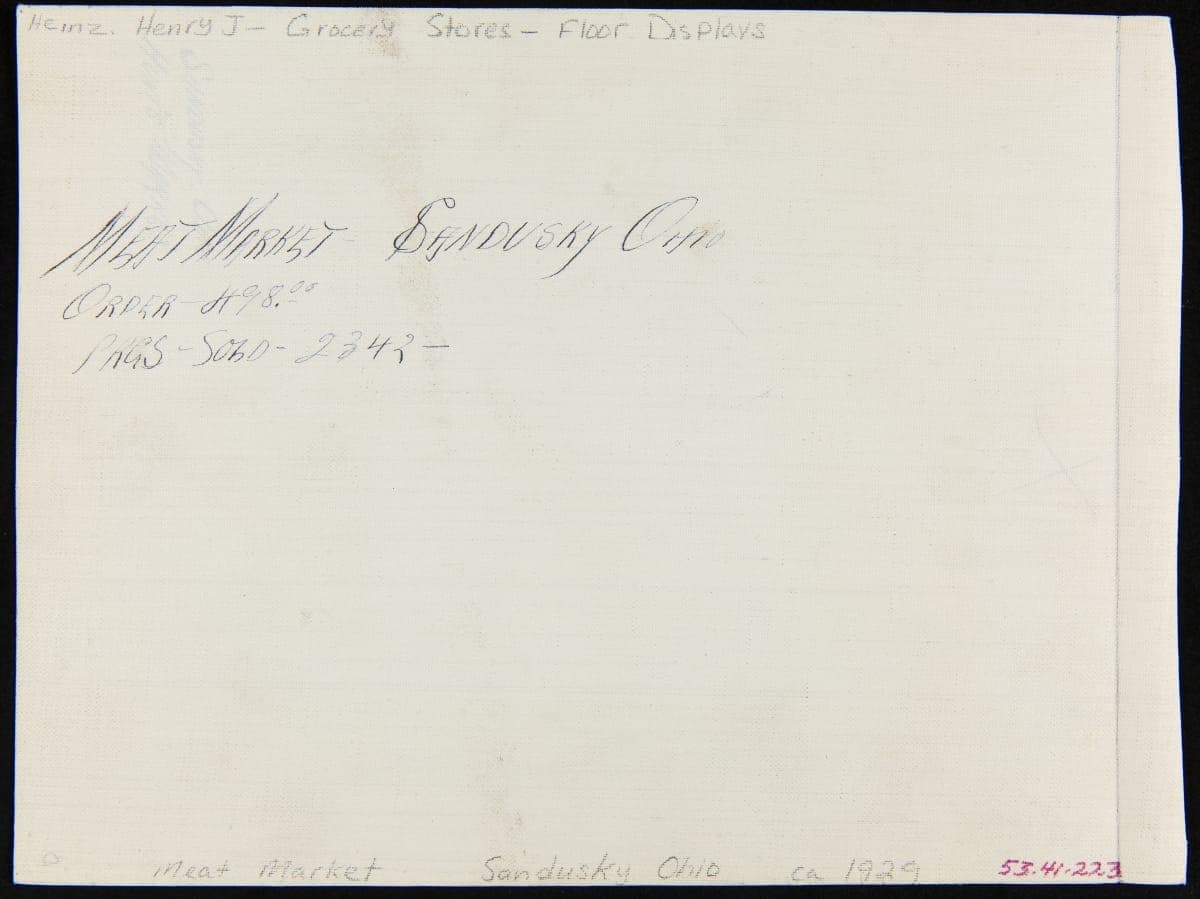 Heinz. Henry J - Grocery Stores - Floor Displays
MEAT MARKET - SANDUSKY OHIO
ORDER - 498.00
PKGS - SOLD - 2342 -
Meat Market Sandusky Ohio ca 1929 53.41.223